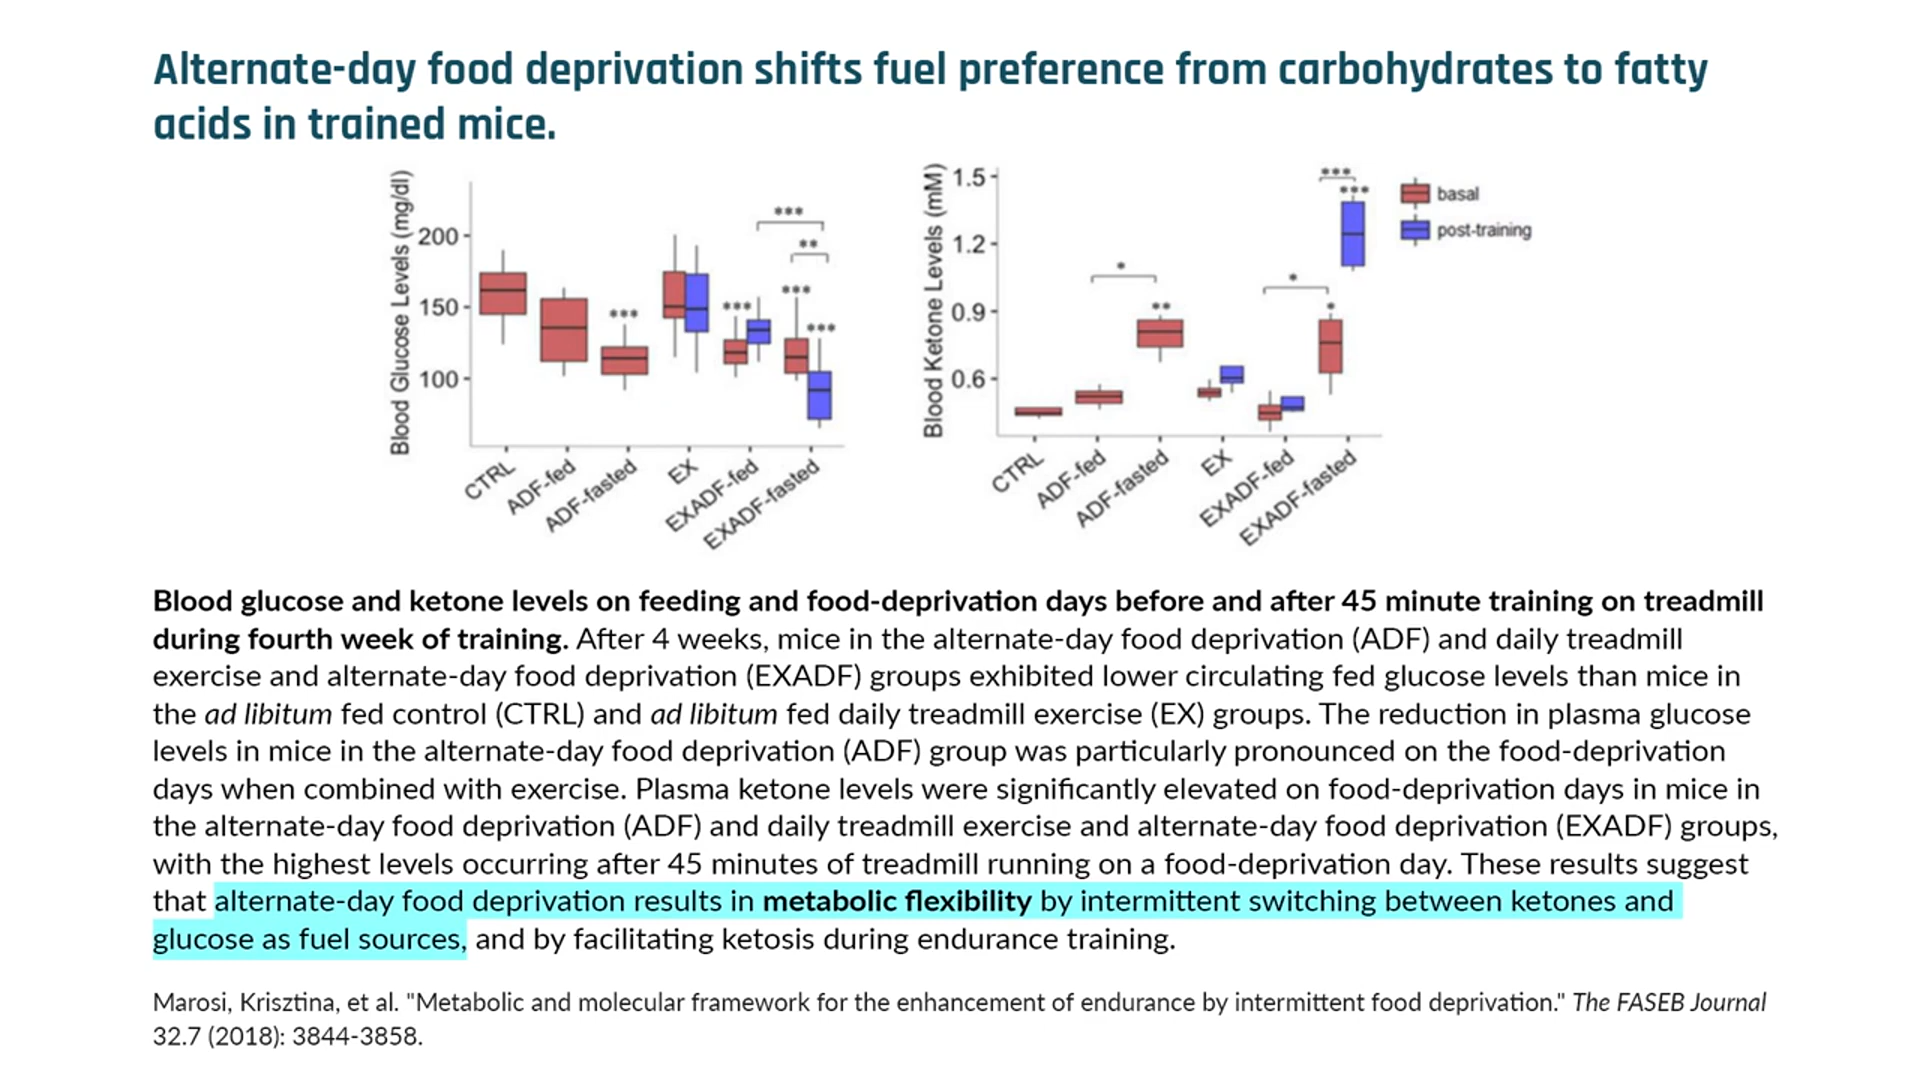 Alternate-day food deprivation shifts fuel preference from carbohydrates to fatty
acids in trained mice.
Blood Glucose Levels (mg/dl)
200
150
100
***
***
***
***
**
***
CTRL
ADF-fed
ADF-fasted
EX
EXADF-fed
EXADF-fasted
Blood Ketone Levels (mM)
1.5
1.2
0.9
0.6
*
**
*
*
***
***
CTRL
ADF-fed
ADF-fasted
EX
EXADF-fed
EXADF-fasted
basal
post-training
Blood glucose and ketone levels on feeding and food-deprivation days before and after 45 minute training on treadmill
during fourth week of training. After 4 weeks, mice in the alternate-day food deprivation (ADF) and daily treadmill
exercise and alternate-day food deprivation (EXADF) groups exhibited lower circulating fed glucose levels than mice in
the ad libitum fed control (CTRL) and ad libitum fed daily treadmill exercise (EX) groups. The reduction in plasma glucose
levels in mice in the alternate-day food deprivation (ADF) group was particularly pronounced on the food-deprivation
days when combined with exercise. Plasma ketone levels were significantly elevated on food-deprivation days in mice in
the alternate-day food deprivation (ADF) and daily treadmill exercise and alternate-day food deprivation (EXADF) groups,
with the highest levels occurring after 45 minutes of treadmill running on a food-deprivation day. These results suggest
that alternate-day food deprivation results in metabolic flexibility by intermittent switching between ketones and
glucose as fuel sources, and by facilitating ketosis during endurance training.
Marosi, Krisztina, et al. "Metabolic and molecular framework for the enhancement of endurance by intermittent food deprivation." The FASEB Journal
32.7 (2018): 3844-3858.